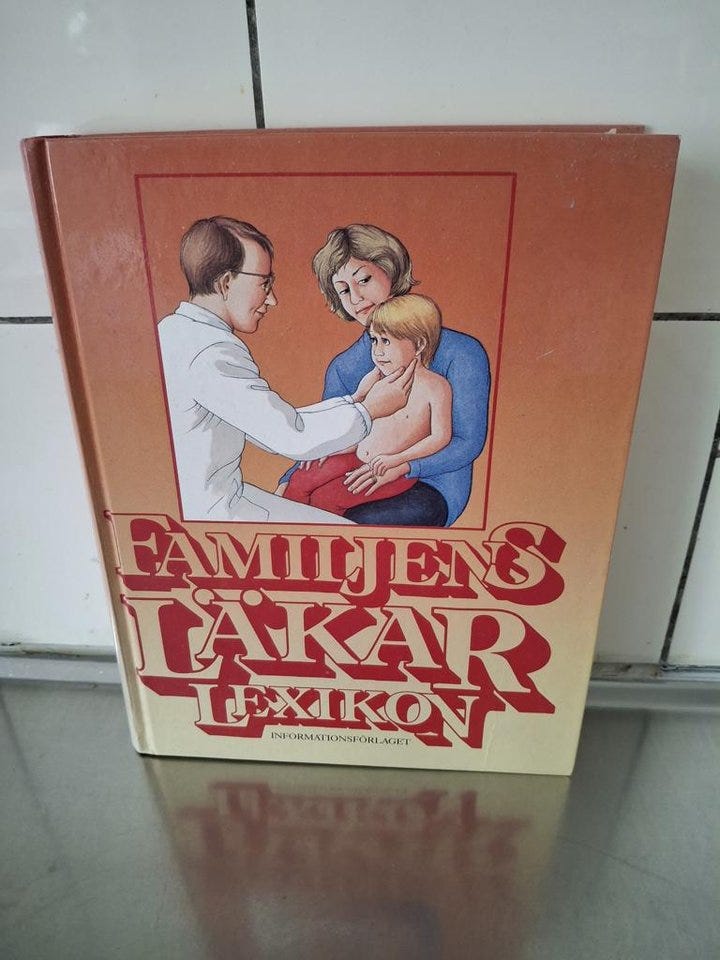 FAMILJENS
LÄKAR
LEXIKON
INFORMATIONSFÖRLAGET